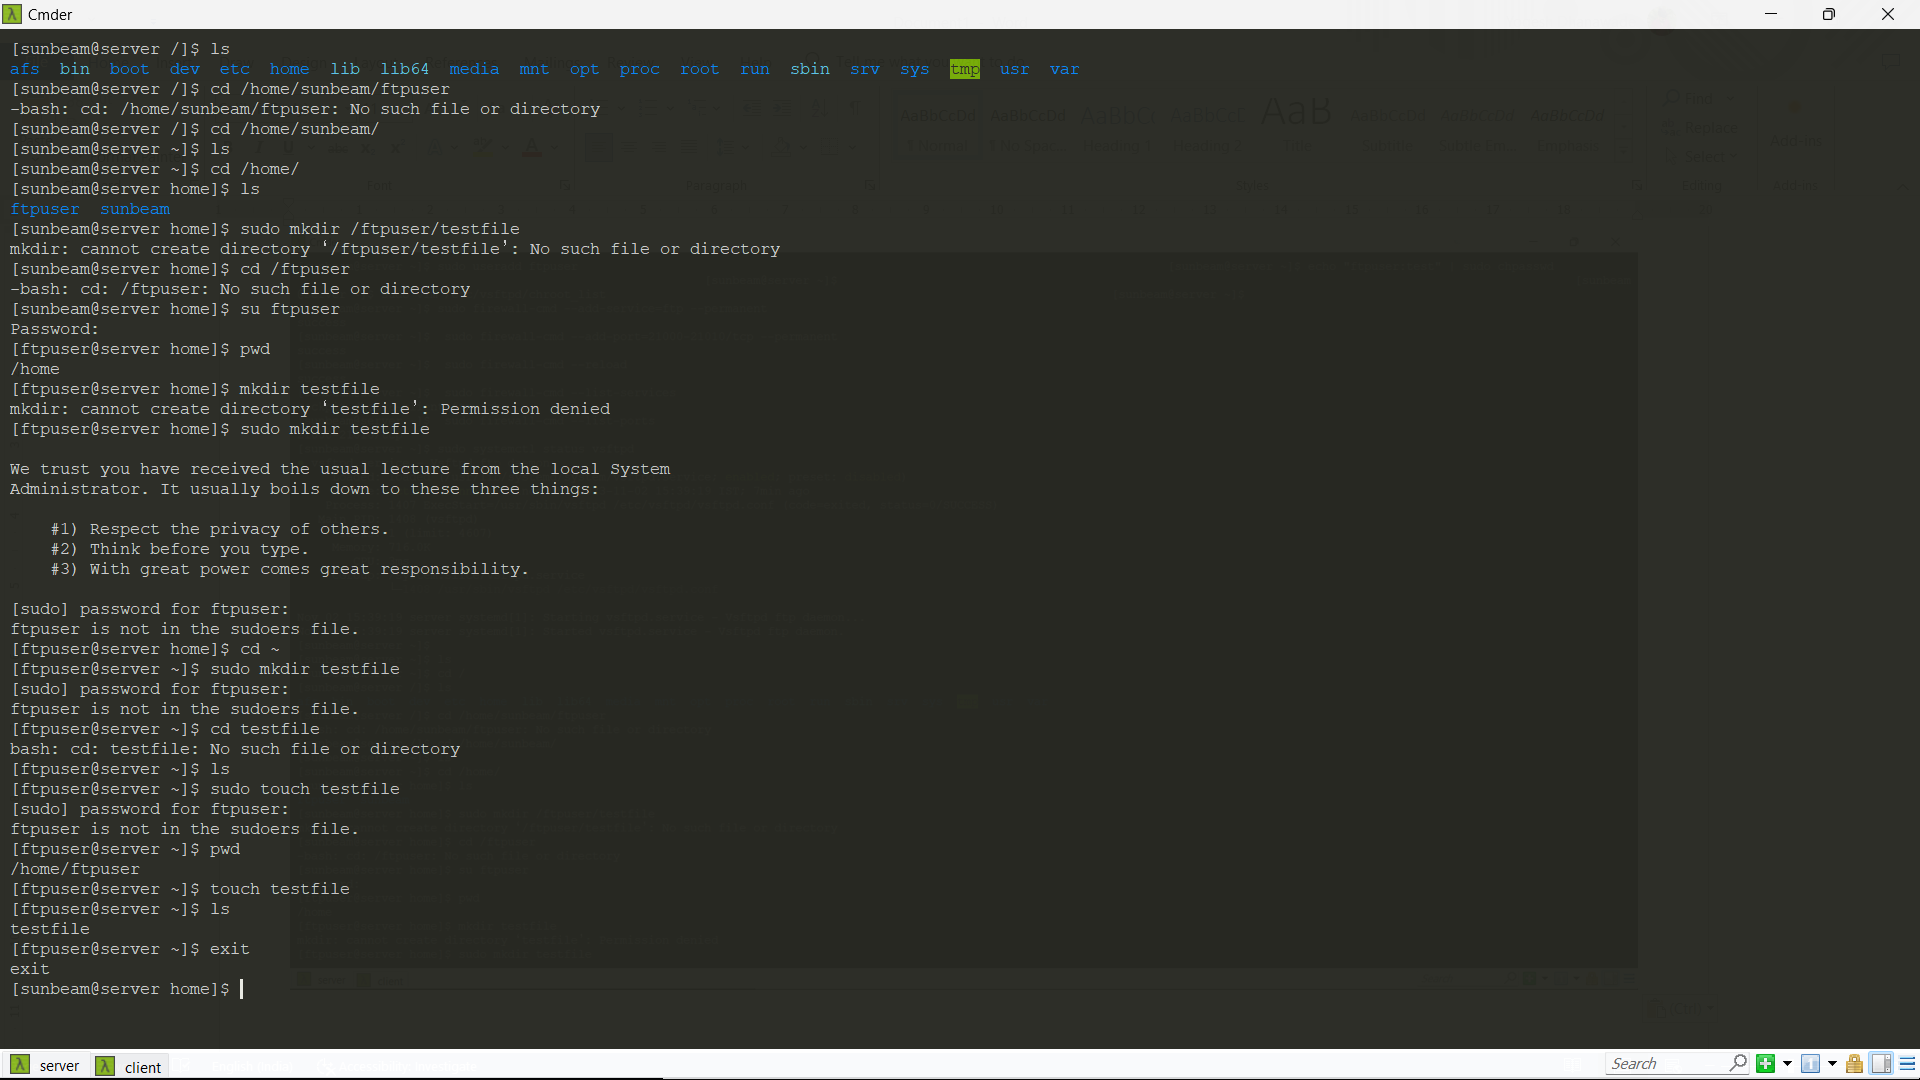 Cmder
[sunbeam@server /]$ ls
afs bin boot dev etc home lib lib64 media mnt opt proc root run sbin srv sys tmp usr var
[sunbeam@server /]$ cd /home/sunbeam/ftpuser
-bash: cd: /home/sunbeam/ftpuser: No such file or directory
[sunbeam@server /]$ cd /home/sunbeam/
[sunbeam@server ~]$ ls
[sunbeam@server ~]$ cd /home/
[sunbeam@server home]$ ls
ftpuser sunbeam
[sunbeam@server home]$ sudo mkdir /ftpuser/testfile
mkdir: cannot create directory ‘/ftpuser/testfile’: No such file or directory
[sunbeam@server home]$ cd /ftpuser
-bash: cd: /ftpuser: No such file or directory
[sunbeam@server home]$ su ftpuser
Password:
[ftpuser@server home]$ pwd
/home
[ftpuser@server home]$ mkdir testfile
mkdir: cannot create directory ‘testfile’: Permission denied
[ftpuser@server home]$ sudo mkdir testfile
We trust you have received the usual lecture from the local System
Administrator. It usually boils down to these three things:
#1) Respect the privacy of others.
#2) Think before you type.
#3) With great power comes great responsibility.
[sudo] password for ftpuser:
ftpuser is not in the sudoers file.
[ftpuser@server home]$ cd ~
[ftpuser@server ~]$ sudo mkdir testfile
[sudo] password for ftpuser:
ftpuser is not in the sudoers file.
[ftpuser@server ~]$ cd testfile
bash: cd: testfile: No such file or directory
[ftpuser@server ~]$ ls
[ftpuser@server ~]$ sudo touch testfile
[sudo] password for ftpuser:
ftpuser is not in the sudoers file.
[ftpuser@server ~]$ pwd
/home/ftpuser
[ftpuser@server ~]$ touch testfile
[ftpuser@server ~]$ ls
testfile
[ftpuser@server ~]$ exit
exit
[sunbeam@server home]$
server client Search